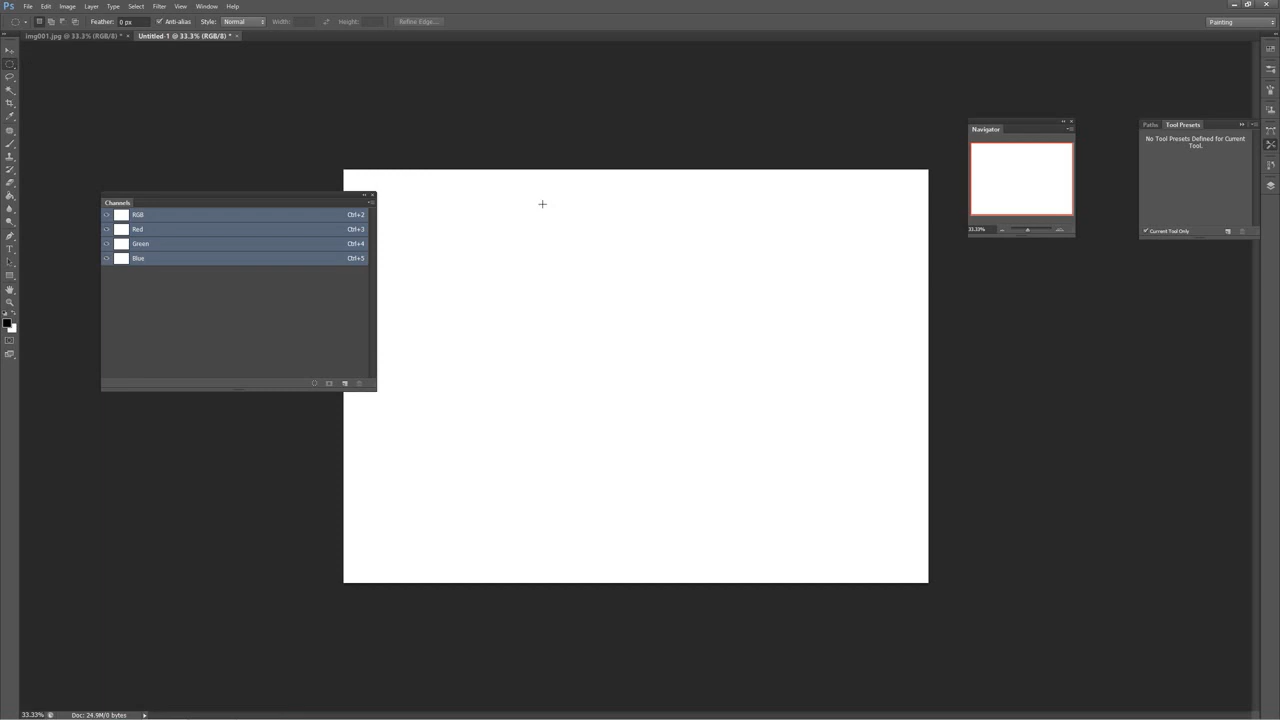 Ps File Edit Image Layer Type Select Filter View Window Help
Feather: 0 px Anti-alias Style: Normal Width: Height: Refine Edge... Painting
img001.jpg @ 33.3% (RGB/8) * × Untitled-1 @ 33.3% (RGB/8) * ×
Paths Tool Presets
No Tool Presets Defined for Current
Tool.
Current Tool Only
Navigator
33.33%
Channels
RGB Ctrl+2
Red Ctrl+3
Green Ctrl+4
Blue Ctrl+5
33.33% Doc: 24.9M/0 bytes